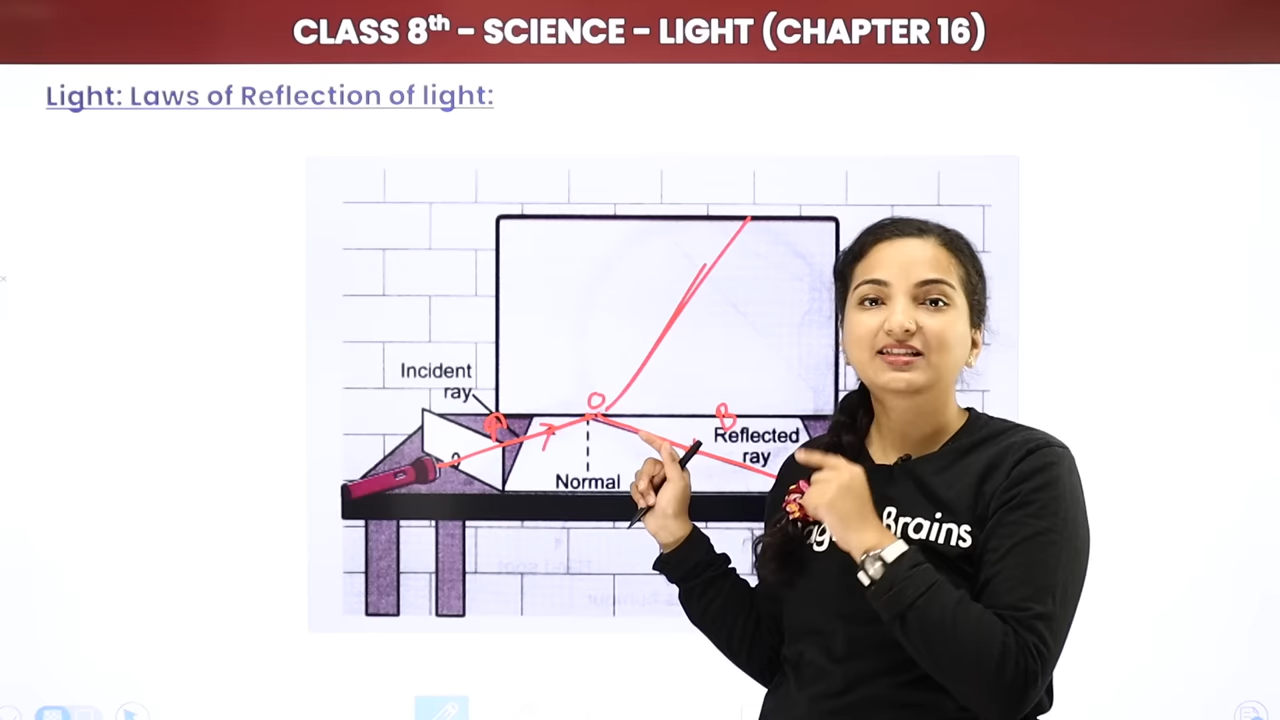 CLASS 8th - SCIENCE - LIGHT (CHAPTER 16)
Light: Laws of Reflection of light:
Incident
ray
O
B
Reflected
ray
Normal
Brains